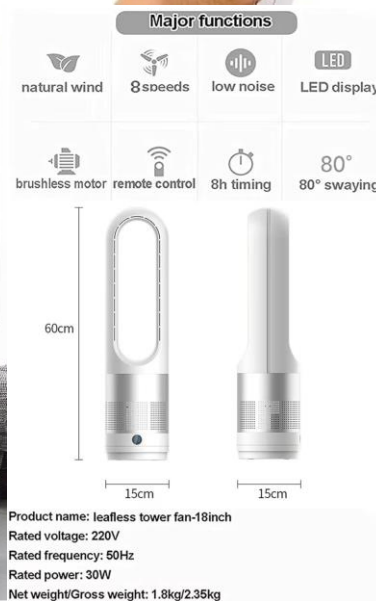 Major functions
natural wind
8speeds
low noise
LED
LED display
brushless motor
remote control
8h timing
80°
80° swaying
60cm
15cm
15cm
Product name: leafless tower fan-18inch
Rated voltage: 220V
Rated frequency: 50Hz
Rated power: 30W
Net weight/Gross weight: 1.8kg/2.35kg